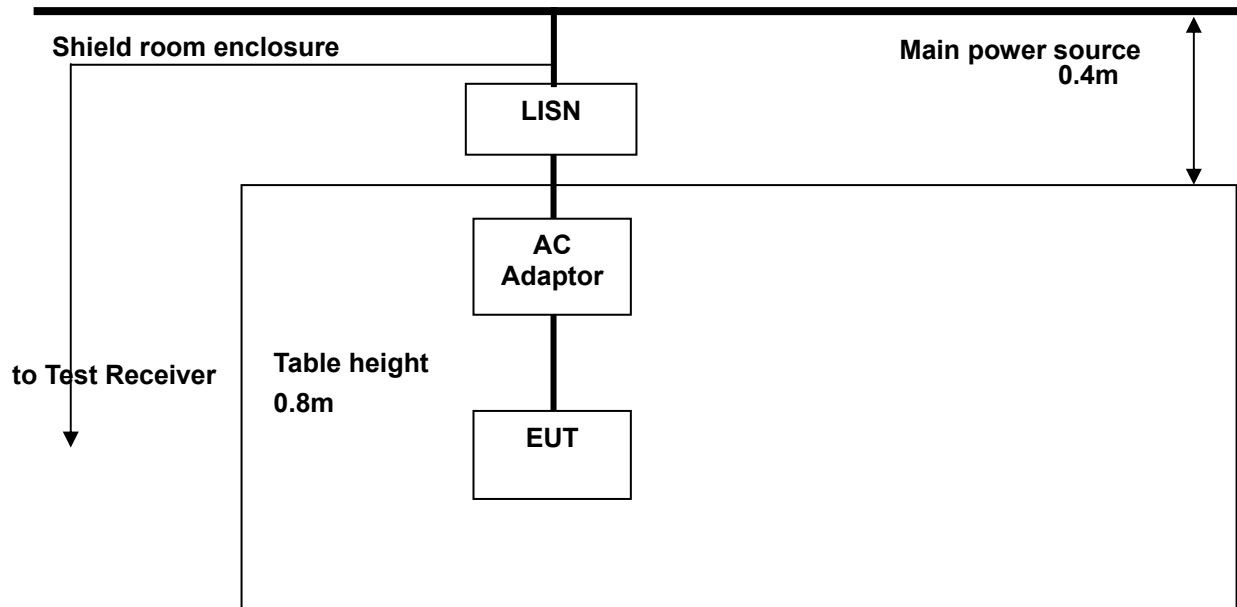 Shield room enclosure
Main power source
0.4m
LISN
AC
Adaptor
Table height
to Test Receiver
0.8m
EUT